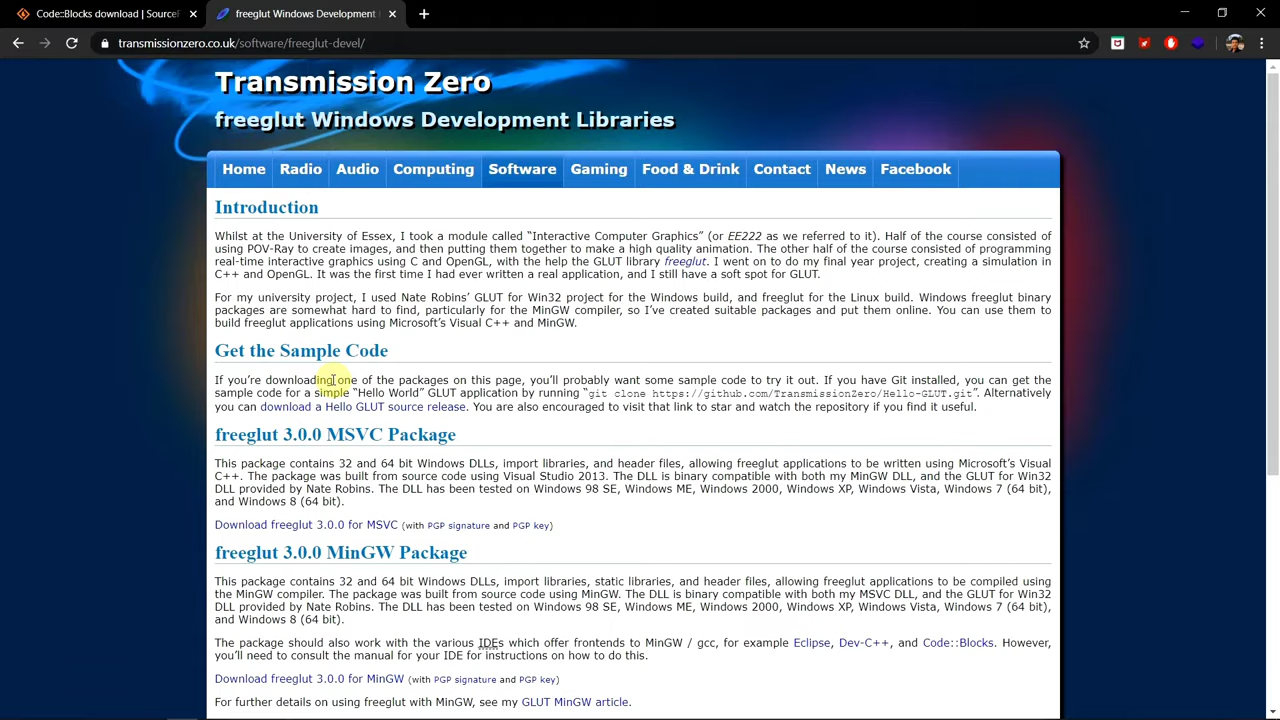 Code::Blocks download | Sourcef
freeglut Windows Development
transmissionzero.co.uk/software/freeglut-devel/
Transmission Zero
freeglut Windows Development Libraries
Home Radio Audio Computing Software Gaming Food & Drink Contact News Facebook
Introduction
Whilst at the University of Essex, I took a module called “Interactive Computer Graphics” (or EE222 as we referred to it). Half of the course consisted of
using POV-Ray to create images, and then putting them together to make a high quality animation. The other half of the course consisted of programming
real-time interactive graphics using C and OpenGL, with the help the GLUT library freeglut. I went on to do my final year project, creating a simulation in
C++ and OpenGL. It was the first time I had ever written a real application, and I still have a soft spot for GLUT.
For my university project, I used Nate Robins’ GLUT for Win32 project for the Windows build, and freeglut for the Linux build. Windows freeglut binary
packages are somewhat hard to find, particularly for the MinGW compiler, so I’ve created suitable packages and put them online. You can use them to
build freeglut applications using Microsoft’s Visual C++ and MinGW.
Get the Sample Code
If you’re downloading one of the packages on this page, you’ll probably want some sample code to try it out. If you have Git installed, you can get the
sample code for a simple “Hello World” GLUT application by running “git clone https://github.com/TransmissionZero/Hello-GLUT.git”. Alternatively
you can download a Hello GLUT source release. You are also encouraged to visit that link to star and watch the repository if you find it useful.
freeglut 3.0.0 MSVC Package
This package contains 32 and 64 bit Windows DLLs, import libraries, and header files, allowing freeglut applications to be written using Microsoft’s Visual
C++. The package was built from source code using Visual Studio 2013. The DLL is binary compatible with both my MinGW DLL, and the GLUT for Win32
DLL provided by Nate Robins. The DLL has been tested on Windows 98 SE, Windows ME, Windows 2000, Windows XP, Windows Vista, Windows 7 (64 bit),
and Windows 8 (64 bit).
Download freeglut 3.0.0 for MSVC (with PGP signature and PGP key)
freeglut 3.0.0 MinGW Package
This package contains 32 and 64 bit Windows DLLs, import libraries, static libraries, and header files, allowing freeglut applications to be compiled using
the MinGW compiler. The package was built from source code using MinGW. The DLL is binary compatible with both my MSVC DLL, and the GLUT for Win32
DLL provided by Nate Robins. The DLL has been tested on Windows 98 SE, Windows ME, Windows 2000, Windows XP, Windows Vista, Windows 7 (64 bit),
and Windows 8 (64 bit).
The package should also work with the various IDEs which offer frontends to MinGW / gcc, for example Eclipse, Dev-C++, and Code::Blocks. However,
you’ll need to consult the manual for your IDE for instructions on how to do this.
Download freeglut 3.0.0 for MinGW (with PGP signature and PGP key)
For further details on using freeglut with MinGW, see my GLUT MinGW article.